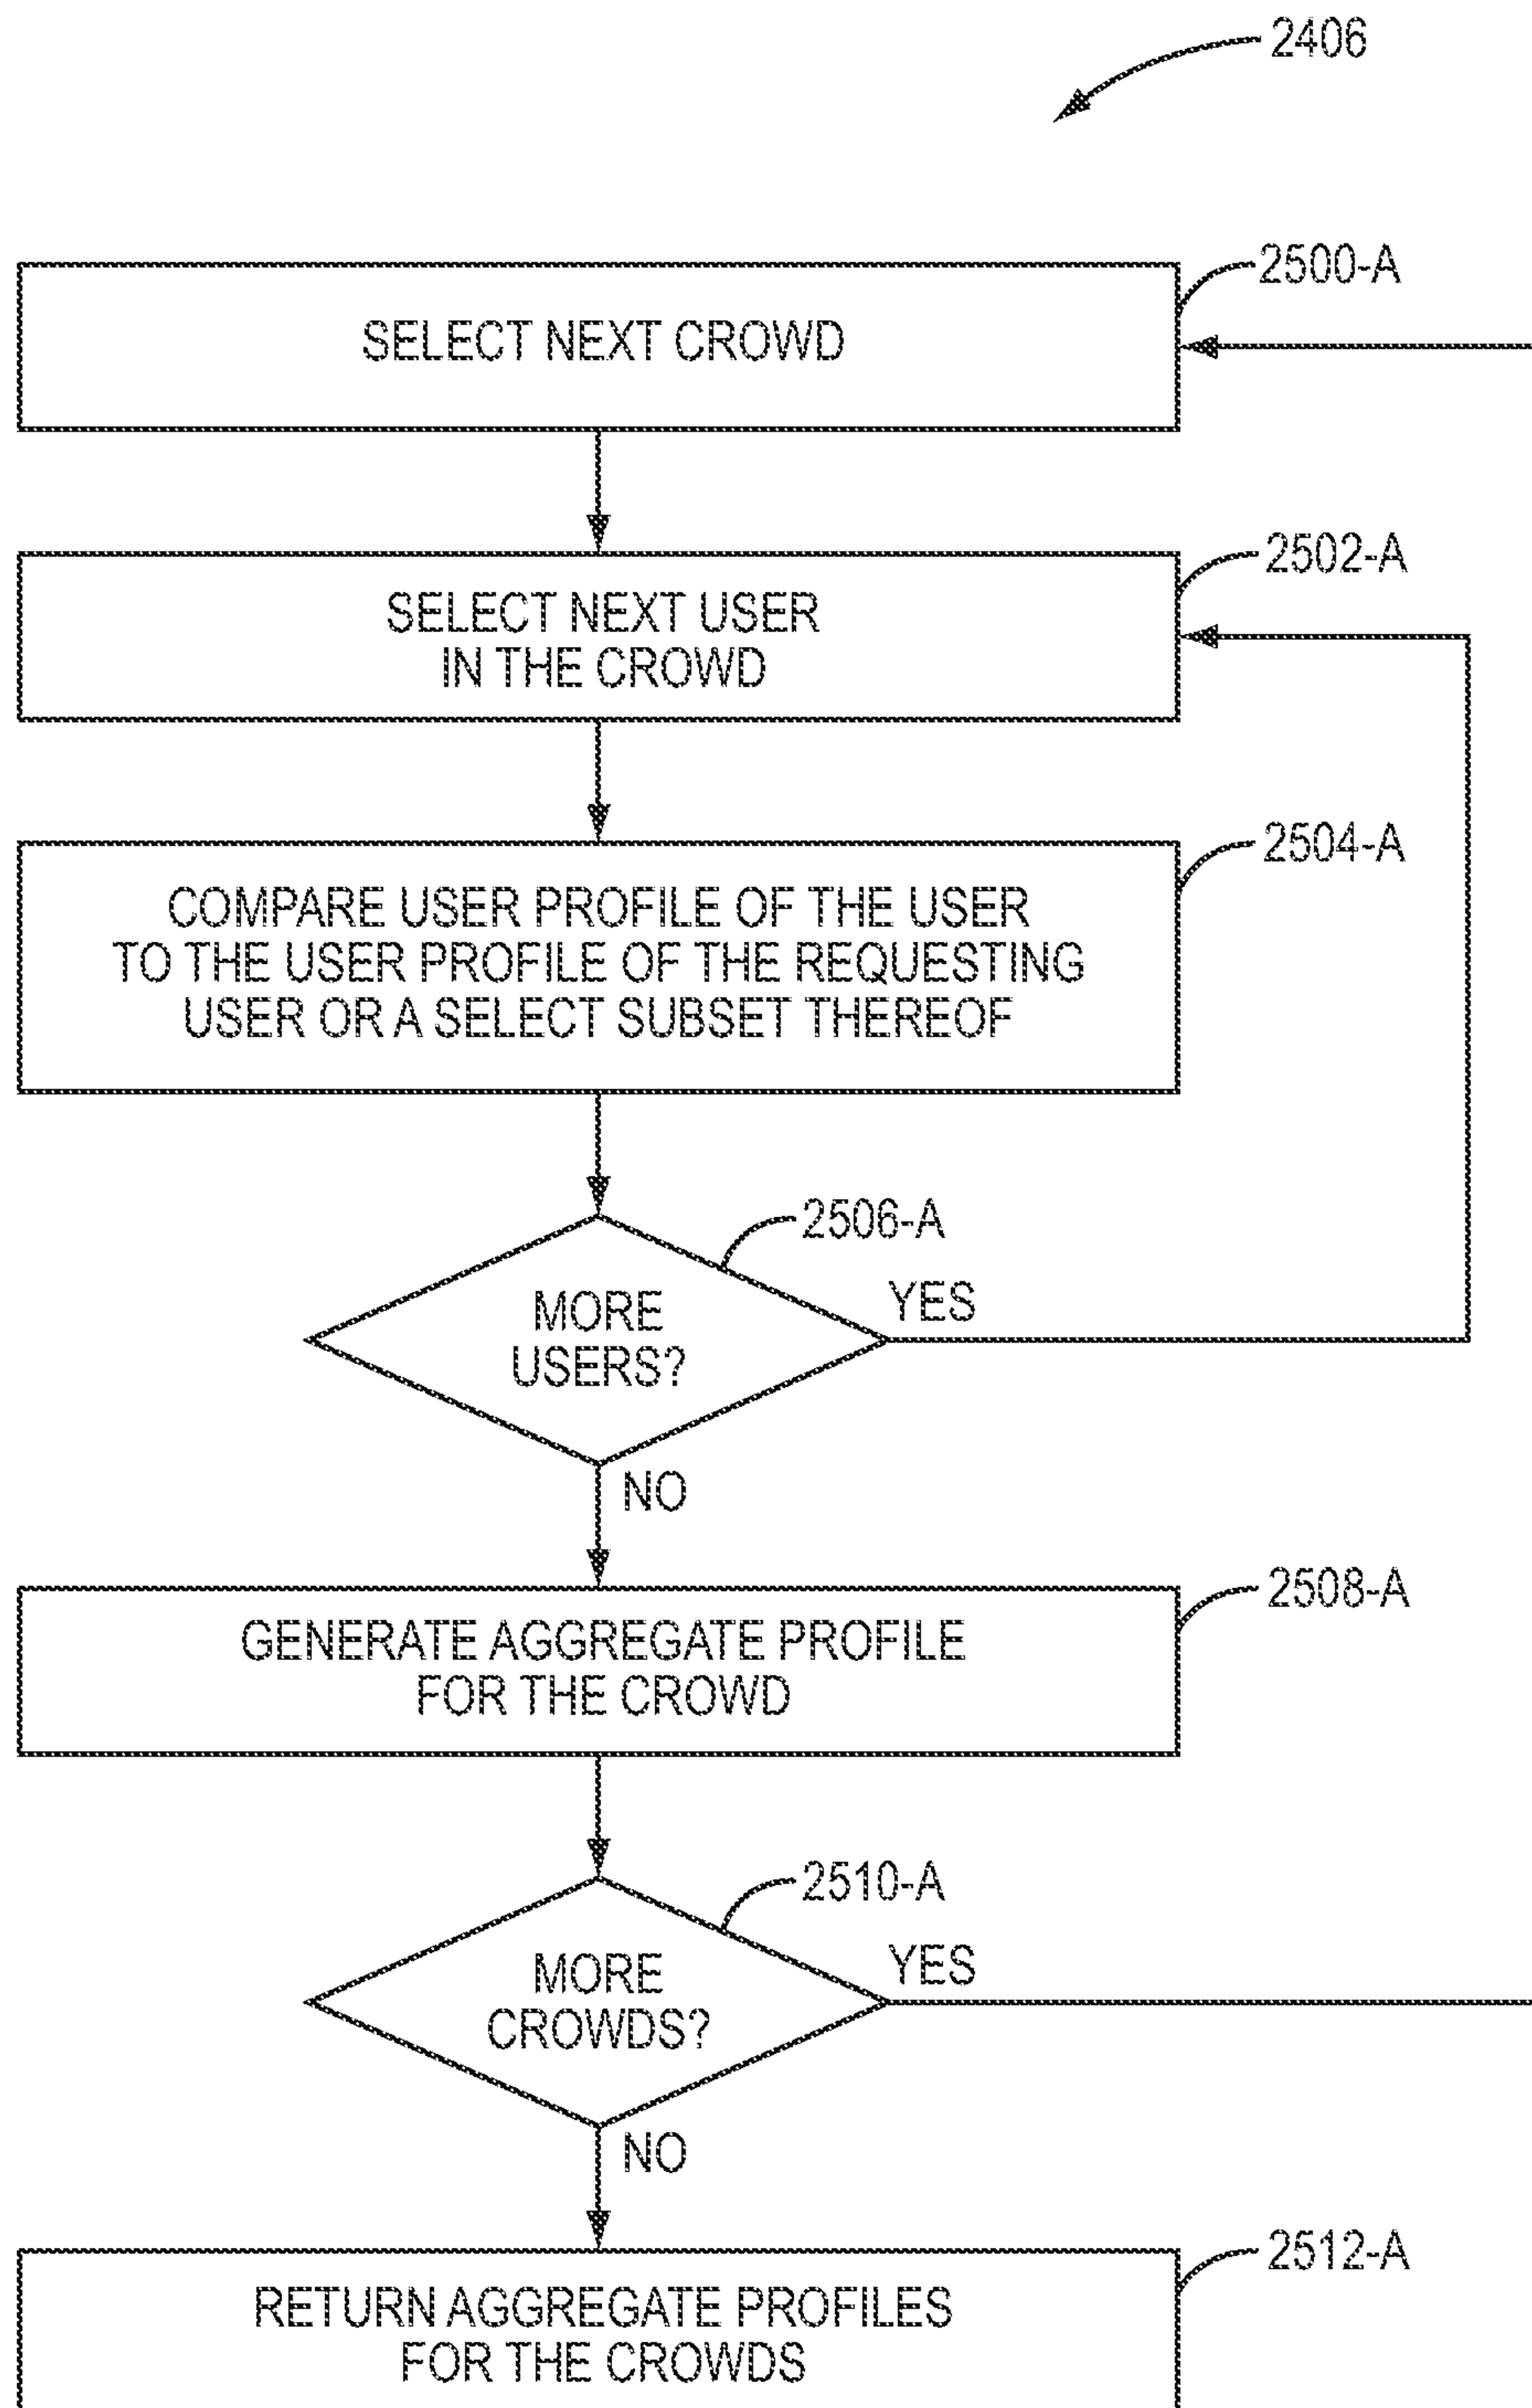 2406
2500-A
SELECT NEXT CROWD
2502-A
SELECT NEXT USER
IN THE CROWD
2504-A
COMPARE USER PROFILE OF THE USER
TO THE USER PROFILE OF THE REQUESTING
USER OR A SELECT SUBSET THEREOF
2506-A
MORE
USERS?
YES
NO
2508-A
GENERATE AGGREGATE PROFILE
FOR THE CROWD
2510-A
MORE
CROWDS?
YES
NO
2512-A
RETURN AGGREGATE PROFILES
FOR THE CROWDS